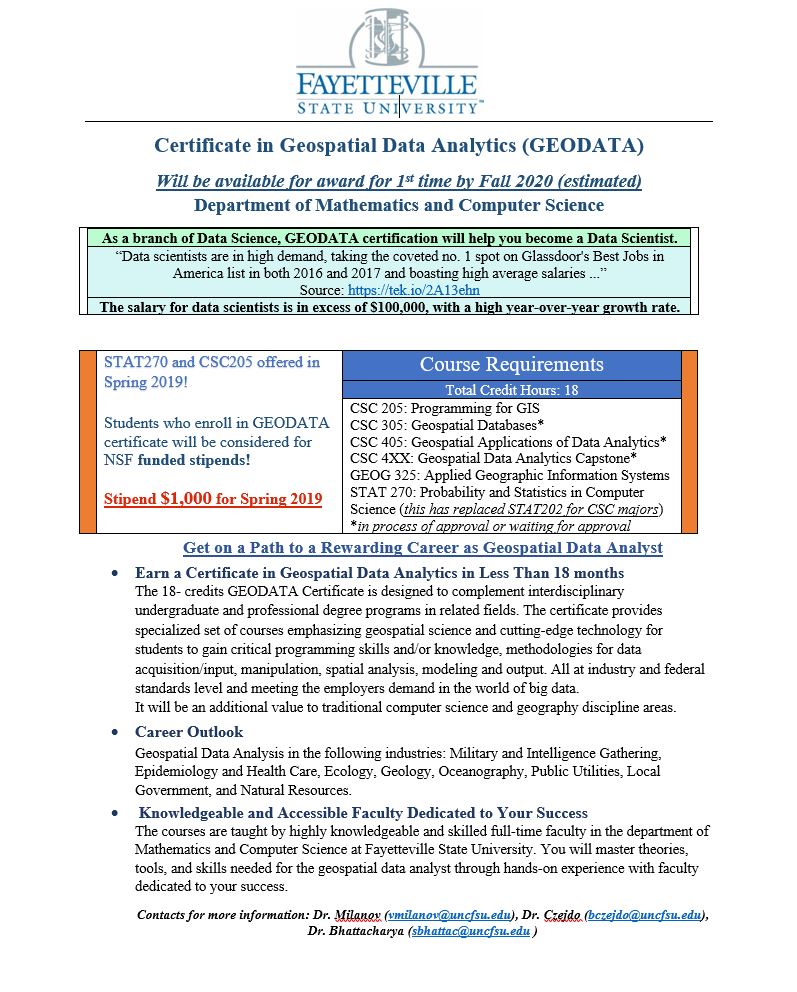 FAYETTEVILLE
STATE UNIVERSITY™
Certificate in Geospatial Data Analytics (GEODATA)
Will be available for award for 1st time by Fall 2020 (estimated)
Department of Mathematics and Computer Science
As a branch of Data Science, GEODATA certification will help you become a Data Scientist.
“Data scientists are in high demand, taking the coveted no. 1 spot on Glassdoor's Best Jobs in
America list in both 2016 and 2017 and boasting high average salaries ...”
Source: https://tek.io/2A13ehn
The salary for data scientists is in excess of $100,000, with a high year-over-year growth rate.
STAT270 and CSC205 offered in
Spring 2019!
Students who enroll in GEODATA
certificate will be considered for
NSF funded stipends!
Stipend $1,000 for Spring 2019
Course Requirements
Total Credit Hours: 18
CSC 205: Programming for GIS
CSC 305: Geospatial Databases*
CSC 405: Geospatial Applications of Data Analytics*
CSC 4XX: Geospatial Data Analytics Capstone*
GEOG 325: Applied Geographic Information Systems
STAT 270: Probability and Statistics in Computer
Science (this has replaced STAT202 for CSC majors)
*in process of approval or waiting for approval
Get on a Path to a Rewarding Career as Geospatial Data Analyst
• Earn a Certificate in Geospatial Data Analytics in Less Than 18 months
The 18- credits GEODATA Certificate is designed to complement interdisciplinary
undergraduate and professional degree programs in related fields. The certificate provides
specialized set of courses emphasizing geospatial science and cutting-edge technology for
students to gain critical programming skills and/or knowledge, methodologies for data
acquisition/input, manipulation, spatial analysis, modeling and output. All at industry and federal
standards level and meeting the employers demand in the world of big data.
It will be an additional value to traditional computer science and geography discipline areas.
• Career Outlook
Geospatial Data Analysis in the following industries: Military and Intelligence Gathering,
Epidemiology and Health Care, Ecology, Geology, Oceanography, Public Utilities, Local
Government, and Natural Resources.
• Knowledgeable and Accessible Faculty Dedicated to Your Success
The courses are taught by highly knowledgeable and skilled full-time faculty in the department of
Mathematics and Computer Science at Fayetteville State University. You will master theories,
tools, and skills needed for the geospatial data analyst through hands-on experience with faculty
dedicated to your success.
Contacts for more information: Dr. Milanov (vmilanov@uncfsu.edu), Dr. Czejdo (bczejdo@uncfsu.edu),
Dr. Bhattacharya (sbhattac@uncfsu.edu )